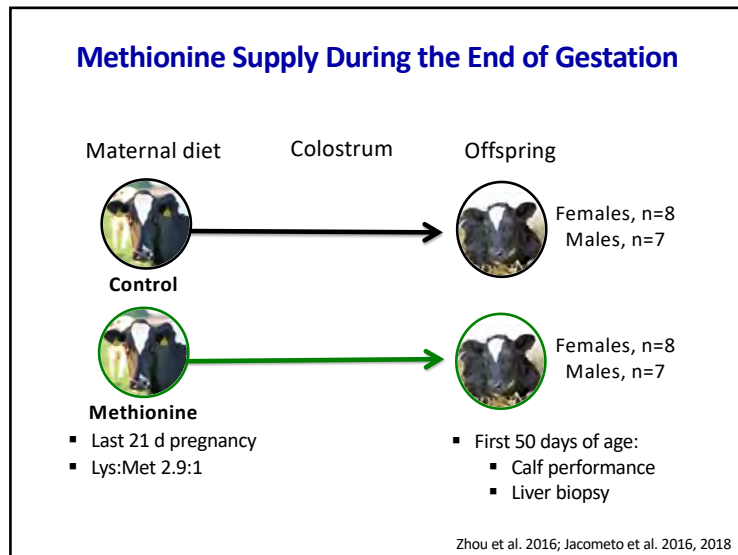 Methionine Supply During the End of Gestation
Maternal diet
Colostrum
Offspring
Control
Females, n=8
Males, n=7
Methionine
Females, n=8
Males, n=7
▪ Last 21 d pregnancy
▪ Lys:Met 2.9:1
▪ First 50 days of age:
▪ Calf performance
▪ Liver biopsy
Zhou et al. 2016; Jacometo et al. 2016, 2018